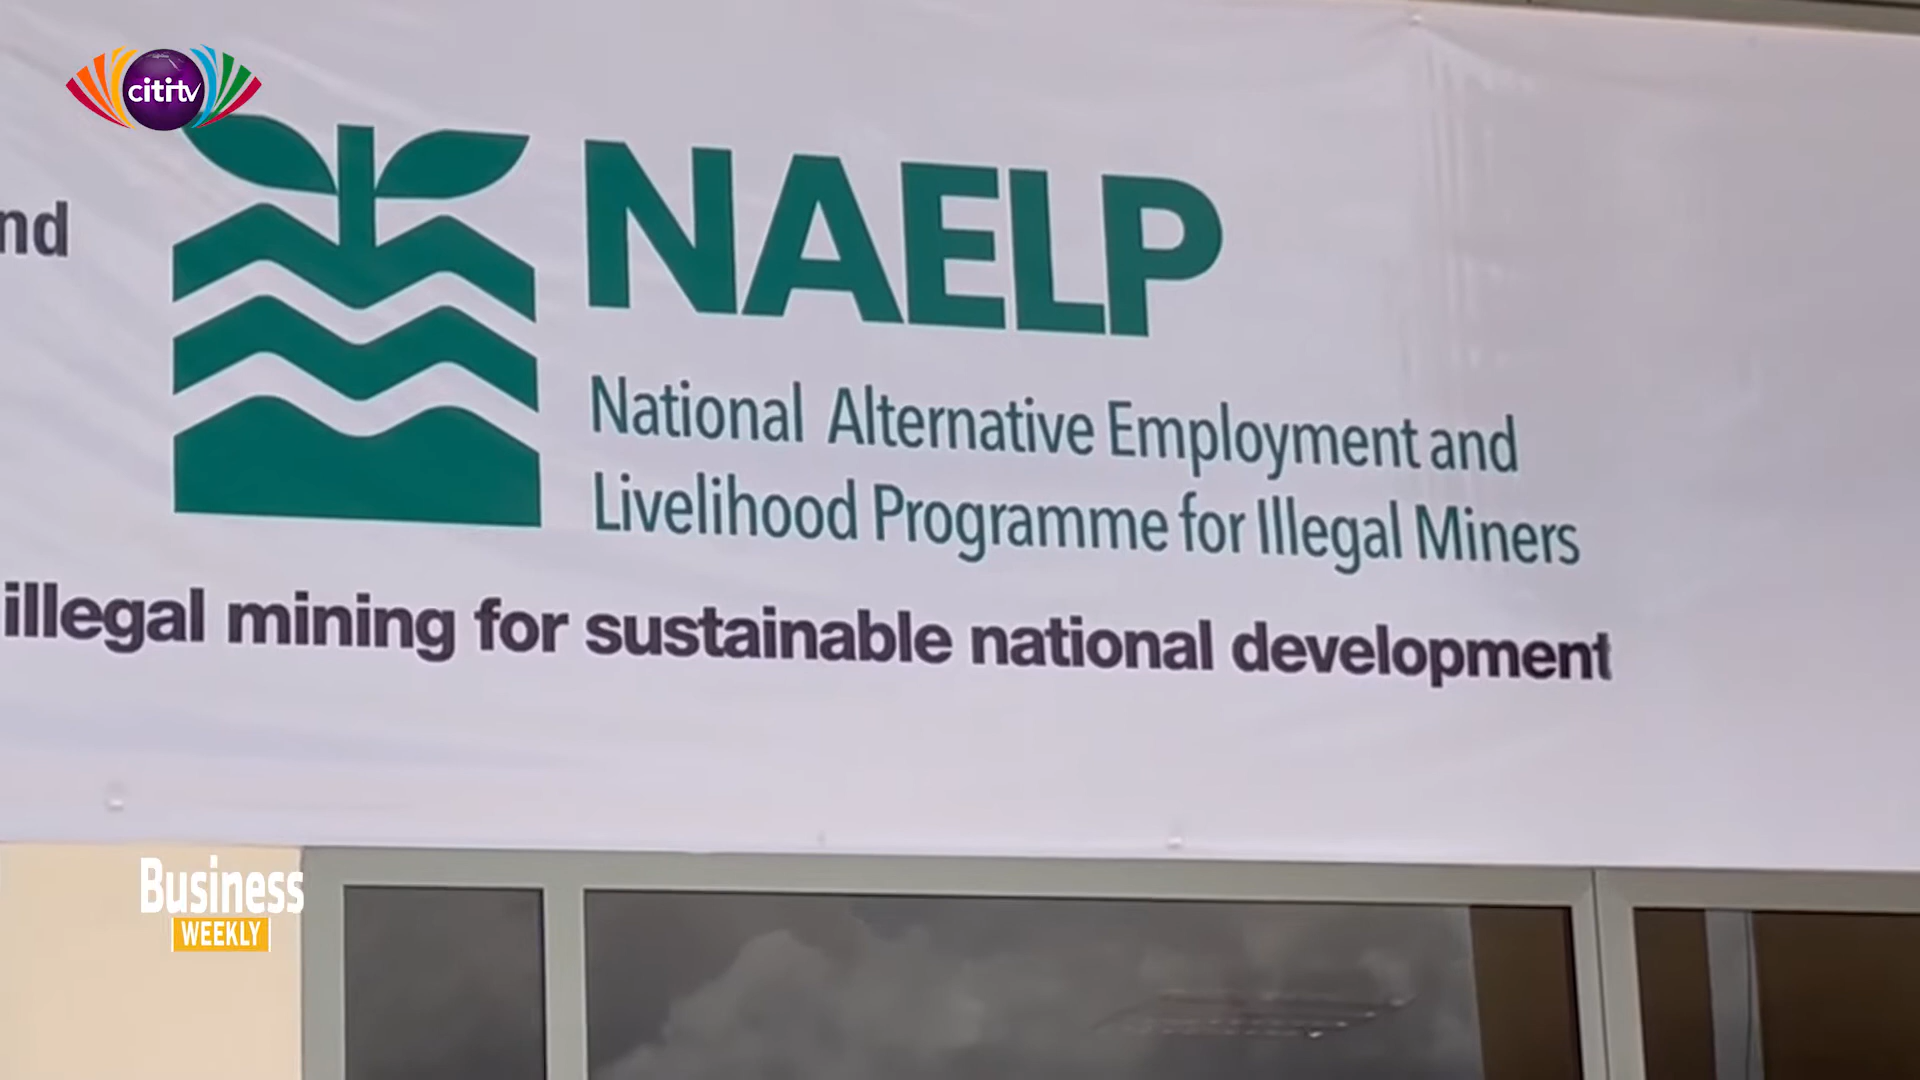 citi tv
nd
NAELP
National Alternative Employment and
Livelihood Programme for Illegal Miners
illegal mining for sustainable national development
Business
WEEKLY